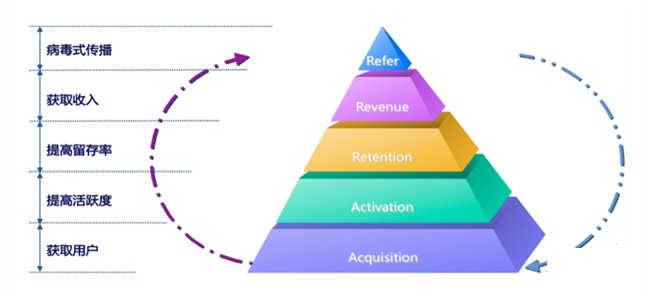 病毒式传播
Refer
获取收入
Revenue
提高留存率
Retention
提高活跃度
Activation
获取用户
Acquisition